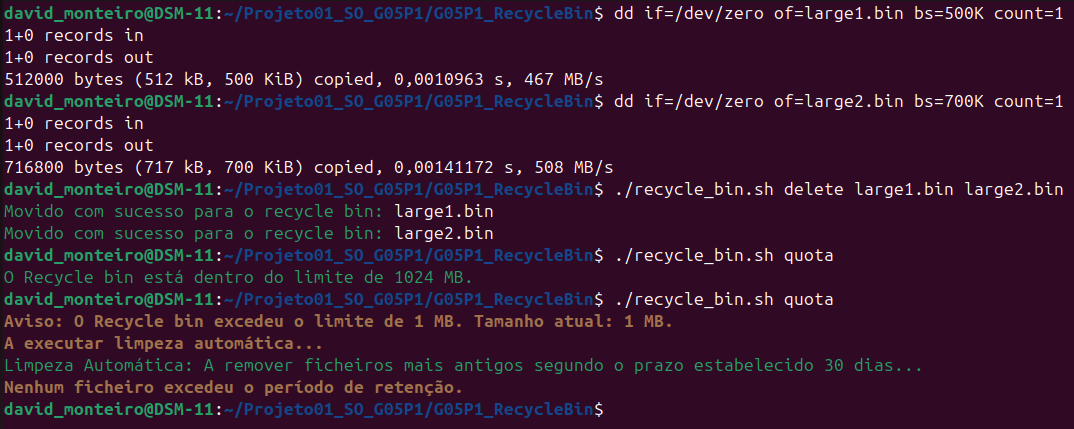 david_monteiro@DSM-11:~/Projeto01_SO_G05P1/G05P1_RecycleBin$ dd if=/dev/zero of=large1.bin bs=500K count=1
1+0 records in
1+0 records out
512000 bytes (512 kB, 500 KiB) copied, 0,0010963 s, 467 MB/s
david_monteiro@DSM-11:~/Projeto01_SO_G05P1/G05P1_RecycleBin$ dd if=/dev/zero of=large2.bin bs=700K count=1
1+0 records in
1+0 records out
716800 bytes (717 kB, 700 KiB) copied, 0,00141172 s, 508 MB/s
david_monteiro@DSM-11:~/Projeto01_SO_G05P1/G05P1_RecycleBin$ ./recycle_bin.sh delete large1.bin large2.bin
Movido com sucesso para o recycle bin: large1.bin
Movido com sucesso para o recycle bin: large2.bin
david_monteiro@DSM-11:~/Projeto01_SO_G05P1/G05P1_RecycleBin$ ./recycle_bin.sh quota
O Recycle bin está dentro do limite de 1024 MB.
david_monteiro@DSM-11:~/Projeto01_SO_G05P1/G05P1_RecycleBin$ ./recycle_bin.sh quota
Aviso: O Recycle bin excedeu o limite de 1 MB. Tamanho atual: 1 MB.
A executar limpeza automática...
Limpeza Automática: A remover ficheiros mais antigos segundo o prazo estabelecido 30 dias...
Nenhum ficheiro excedeu o período de retenção.
david_monteiro@DSM-11:~/Projeto01_SO_G05P1/G05P1_RecycleBin$